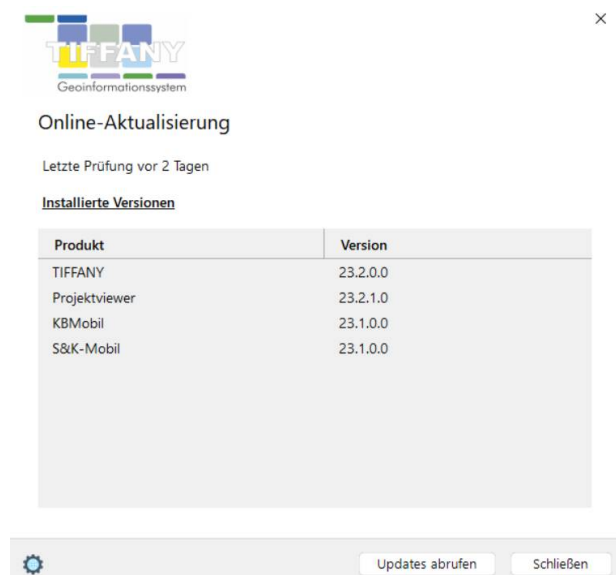 TIFFANY
Geoinformationssystem
Online-Aktualisierung
Letzte Prüfung vor 2 Tagen
Installierte Versionen
Produkt Version
TIFFANY 23.2.0.0
Projektviewer 23.2.1.0
KBMobil 23.1.0.0
S&K-Mobil 23.1.0.0
Updates abrufen Schließen